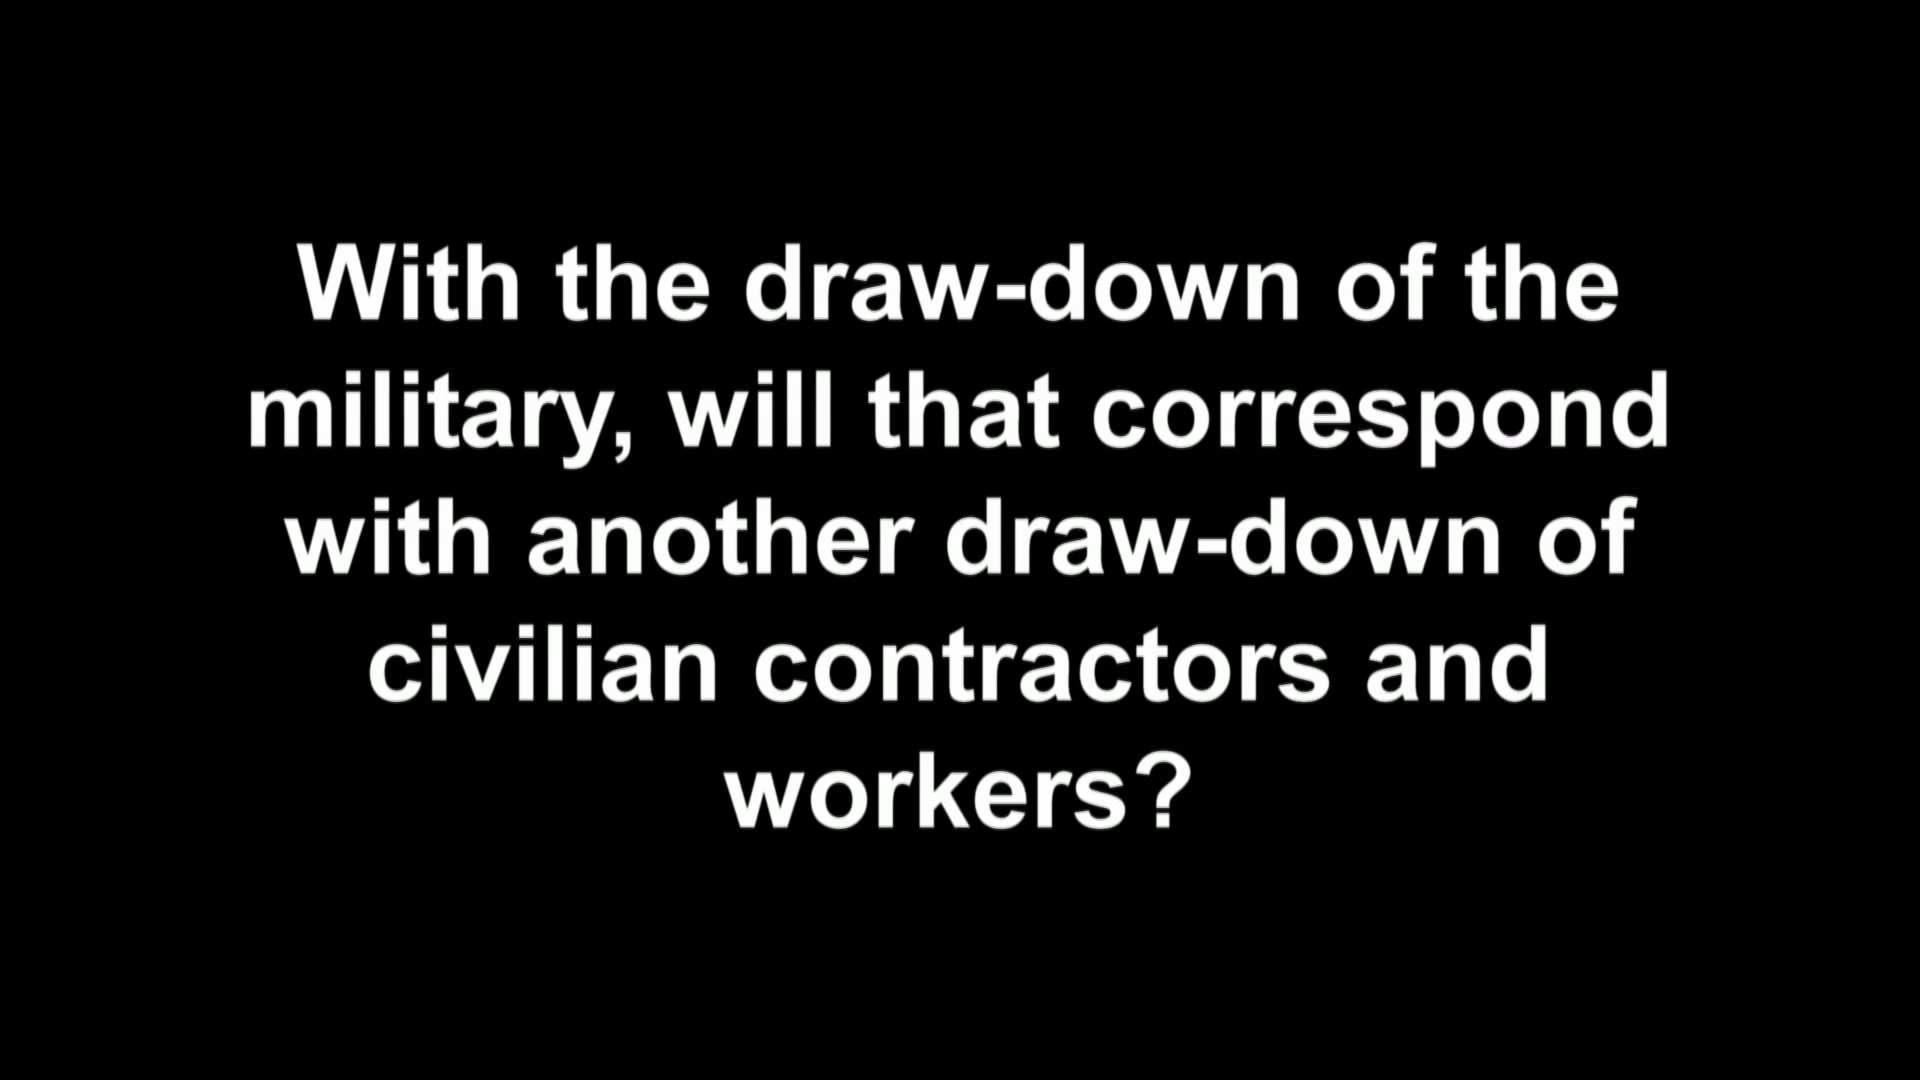 With the draw-down of the
military, will that correspond
with another draw-down of
civilian contractors and
workers?